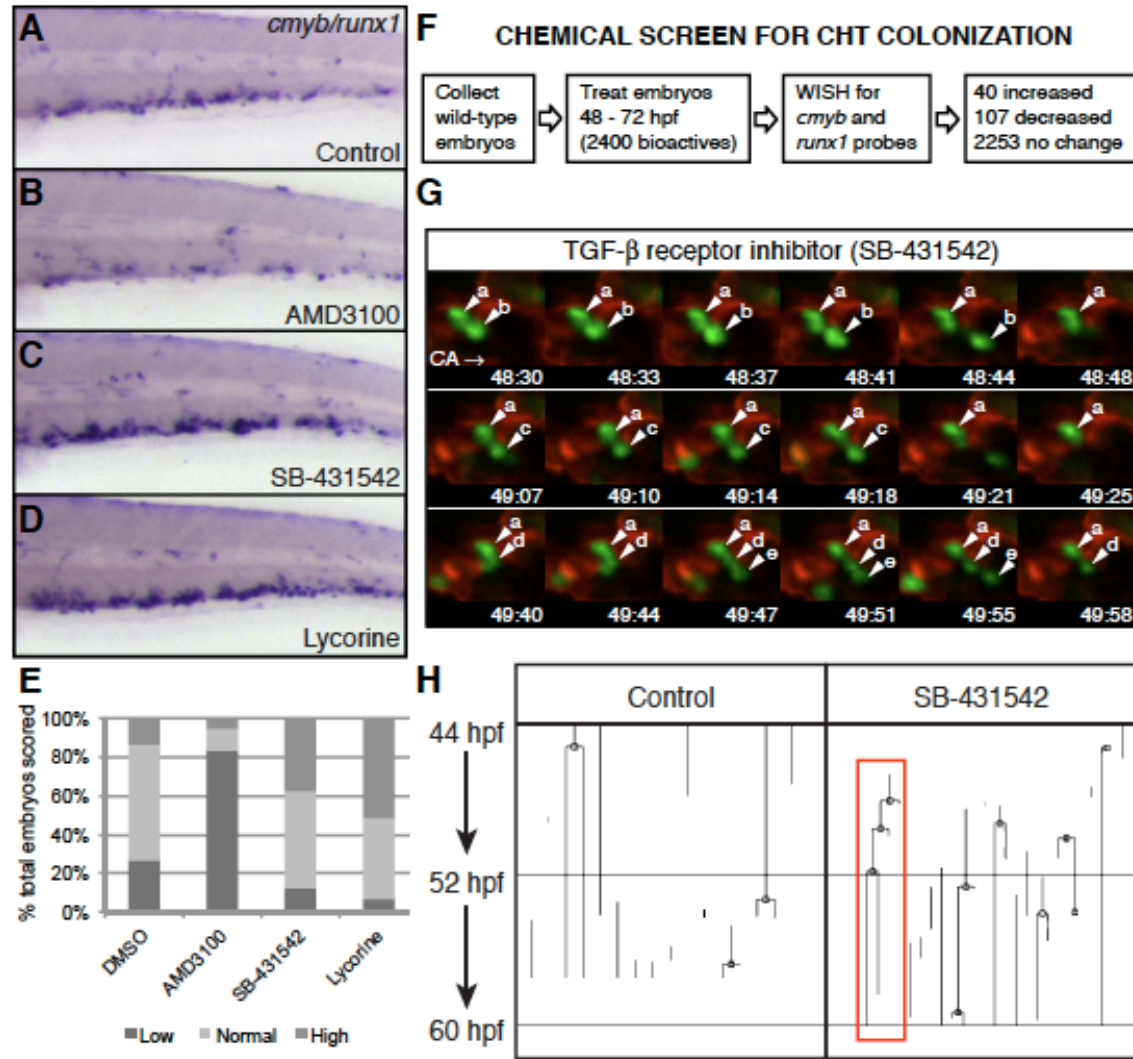 A
cmyb/runx1
Control
B
AMD3100
C
SB-431542
D
Lycorine
E
% total embryos scored
100%
80%
60%
40%
20%
0%
DMSO
AMD3100
SB-431542
Lycorine
Low
Normal
High
F
CHEMICAL SCREEN FOR CHT COLONIZATION
Collect
wild-type
embryos
Treat embryos
48 - 72 hpf
(2400 bioactives)
WISH for
cmyb and
runx1 probes
40 increased
107 decreased
2253 no change
G
TGF-β receptor inhibitor (SB-431542)
a
b
a
b
a
b
a
b
a
b
a
CA →
48:30
48:33
48:37
48:41
48:44
48:48
a
c
a
c
a
c
a
c
a
a
49:07
49:10
49:14
49:18
49:21
49:25
a
d
a
d
a
d
e
a
d
e
a
d
e
a
d
49:40
49:44
49:47
49:51
49:55
49:58
H
Control
SB-431542
44 hpf
52 hpf
60 hpf